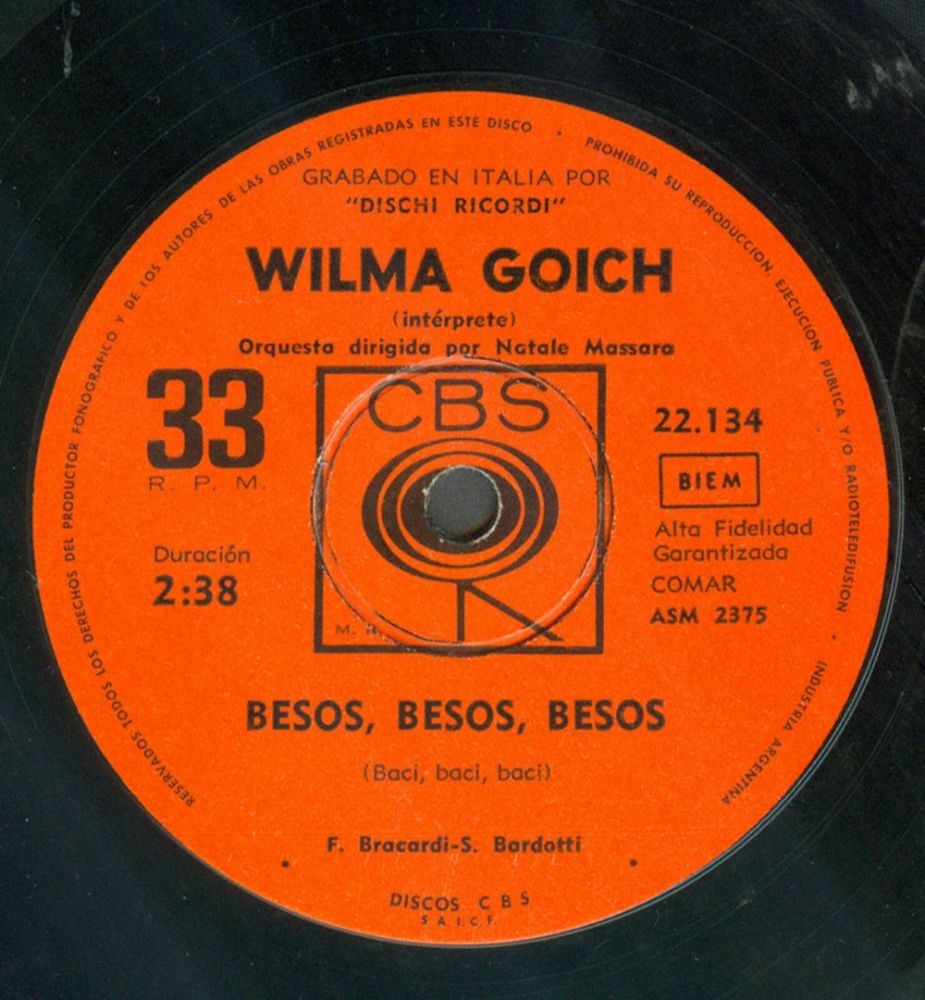 RESERVADOS TODOS LOS DERECHOS DEL PRODUCTOR FONOGRAFICO Y DE LOS AUTORES DE LAS OBRAS REGISTRADAS EN ESTE DISCO · PROHIBIDA SU REPRODUCCION, EJECUCION PUBLICA Y/O RADIOTELEDIFUSION · INDUSTRIA ARGENTINA
GRABADO EN ITALIA POR
"DISCHI RICORDI"
WILMA GOICH
(intérprete)
Orquesta dirigida por Natale Massara
33
R. P. M.
CBS
22.134
BIEM
Duración
2:38
Alta Fidelidad
Garantizada
COMAR
ASM 2375
M. R.
BESOS, BESOS, BESOS
(Baci, baci, baci)
F. Bracardi-S. Bardotti
DISCOS CBS
S A I. C. F.